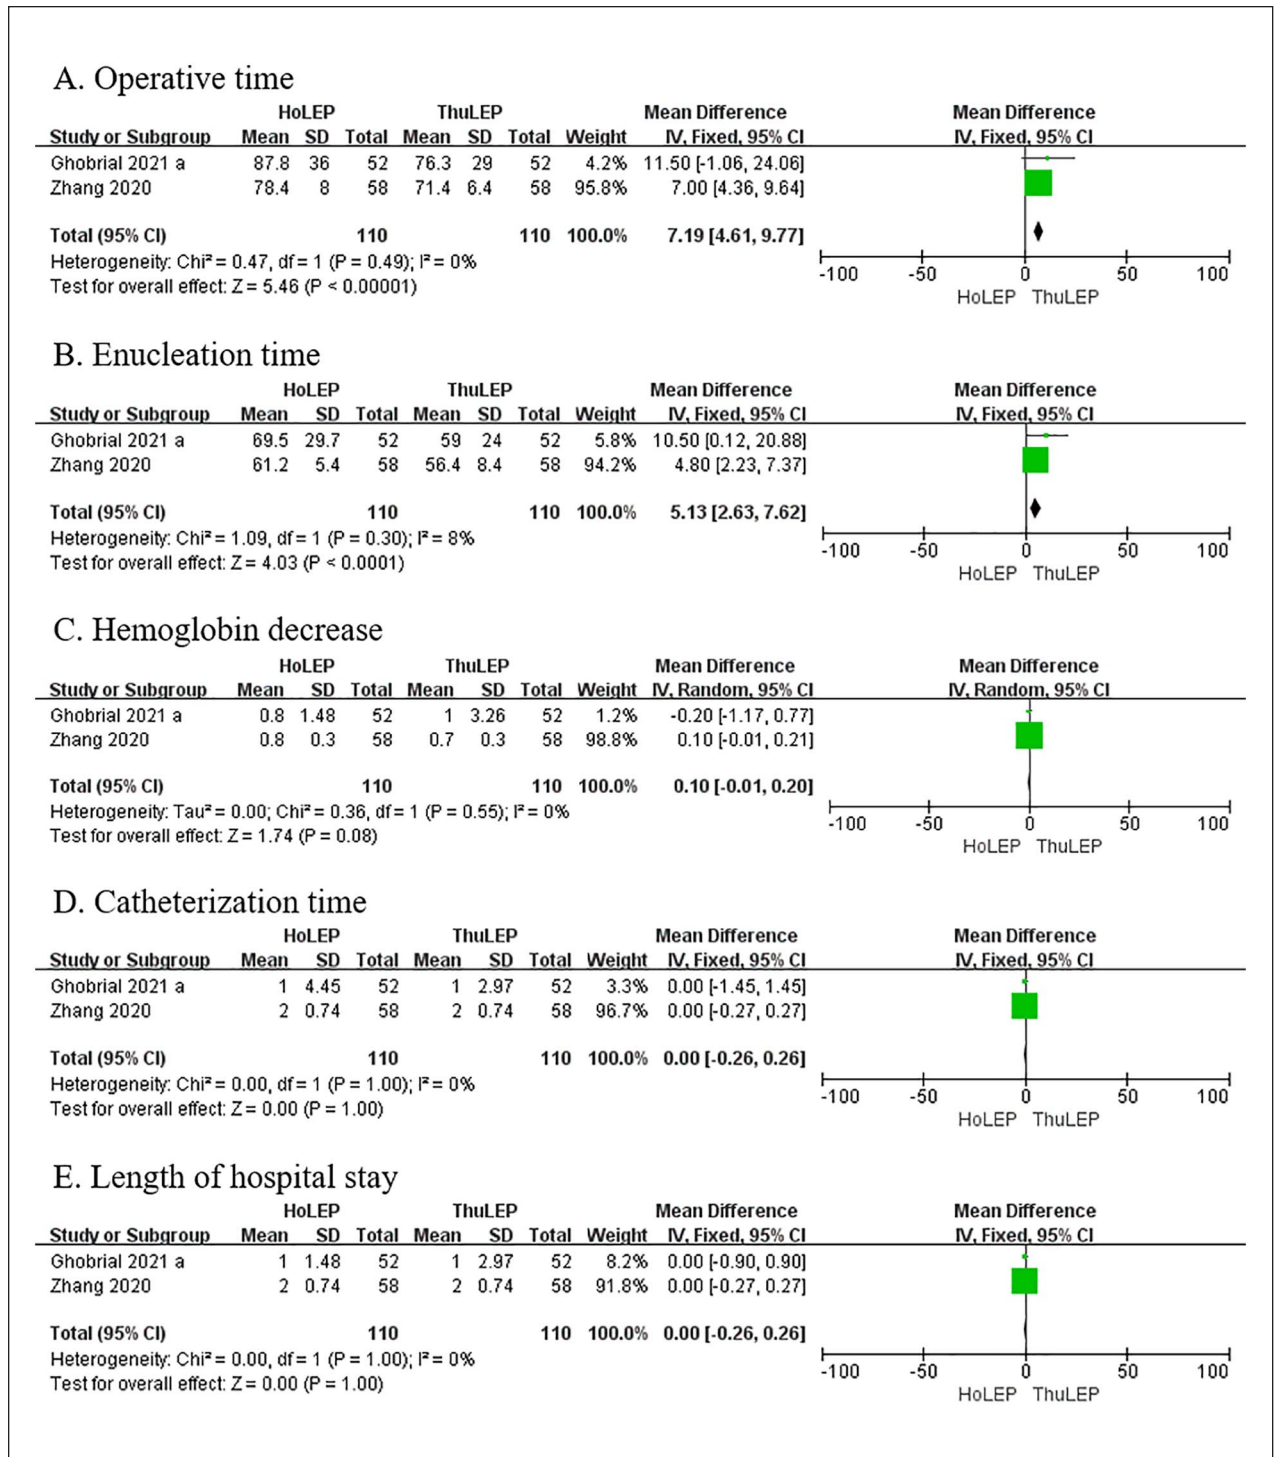 A. Operative time
HoLEP ThuLEP Mean Difference Mean Difference
Study or Subgroup Mean SD Total Mean SD Total Weight IV, Fixed, 95% CI IV, Fixed, 95% CI
Ghobrial 2021 a 87.8 36 52 76.3 29 52 4.2% 11.50 [-1.06, 24.06]
Zhang 2020 78.4 8 58 71.4 6.4 58 95.8% 7.00 [4.36, 9.64]
Total (95% CI) 110 110 100.0% 7.19 [4.61, 9.77]
Heterogeneity: Chi² = 0.47, df = 1 (P = 0.49); I² = 0%
Test for overall effect: Z = 5.46 (P < 0.00001)
-100 -50 0 50 100
HoLEP ThuLEP
B. Enucleation time
HoLEP ThuLEP Mean Difference Mean Difference
Study or Subgroup Mean SD Total Mean SD Total Weight IV, Fixed, 95% CI IV, Fixed, 95% CI
Ghobrial 2021 a 69.5 29.7 52 59 24 52 5.8% 10.50 [0.12, 20.88]
Zhang 2020 61.2 5.4 58 56.4 8.4 58 94.2% 4.80 [2.23, 7.37]
Total (95% CI) 110 110 100.0% 5.13 [2.63, 7.62]
Heterogeneity: Chi² = 1.09, df = 1 (P = 0.30); I² = 8%
Test for overall effect: Z = 4.03 (P < 0.0001)
-100 -50 0 50 100
HoLEP ThuLEP
C. Hemoglobin decrease
HoLEP ThuLEP Mean Difference Mean Difference
Study or Subgroup Mean SD Total Mean SD Total Weight IV, Random, 95% CI IV, Random, 95% CI
Ghobrial 2021 a 0.8 1.48 52 1 3.26 52 1.2% -0.20 [-1.17, 0.77]
Zhang 2020 0.8 0.3 58 0.7 0.3 58 98.8% 0.10 [-0.01, 0.21]
Total (95% CI) 110 110 100.0% 0.10 [-0.01, 0.20]
Heterogeneity: Tau² = 0.00; Chi² = 0.36, df = 1 (P = 0.55); I² = 0%
Test for overall effect: Z = 1.74 (P = 0.08)
-100 -50 0 50 100
HoLEP ThuLEP
D. Catheterization time
HoLEP ThuLEP Mean Difference Mean Difference
Study or Subgroup Mean SD Total Mean SD Total Weight IV, Fixed, 95% CI IV, Fixed, 95% CI
Ghobrial 2021 a 1 4.45 52 1 2.97 52 3.3% 0.00 [-1.45, 1.45]
Zhang 2020 2 0.74 58 2 0.74 58 96.7% 0.00 [-0.27, 0.27]
Total (95% CI) 110 110 100.0% 0.00 [-0.26, 0.26]
Heterogeneity: Chi² = 0.00, df = 1 (P = 1.00); I² = 0%
Test for overall effect: Z = 0.00 (P = 1.00)
-100 -50 0 50 100
HoLEP ThuLEP
E. Length of hospital stay
HoLEP ThuLEP Mean Difference Mean Difference
Study or Subgroup Mean SD Total Mean SD Total Weight IV, Fixed, 95% CI IV, Fixed, 95% CI
Ghobrial 2021 a 1 1.48 52 1 2.97 52 8.2% 0.00 [-0.90, 0.90]
Zhang 2020 2 0.74 58 2 0.74 58 91.8% 0.00 [-0.27, 0.27]
Total (95% CI) 110 110 100.0% 0.00 [-0.26, 0.26]
Heterogeneity: Chi² = 0.00, df = 1 (P = 1.00); I² = 0%
Test for overall effect: Z = 0.00 (P = 1.00)
-100 -50 0 50 100
HoLEP ThuLEP